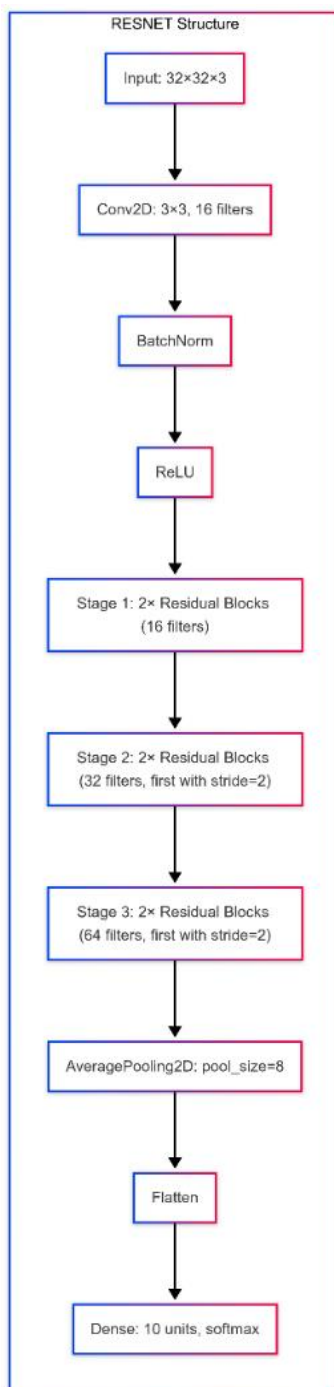 RESNET Structure
Input: 32×32×3
Conv2D: 3×3, 16 filters
BatchNorm
ReLU
Stage 1: 2× Residual Blocks
(16 filters)
Stage 2: 2× Residual Blocks
(32 filters, first with stride=2)
Stage 3: 2× Residual Blocks
(64 filters, first with stride=2)
AveragePooling2D: pool_size=8
Flatten
Dense: 10 units, softmax